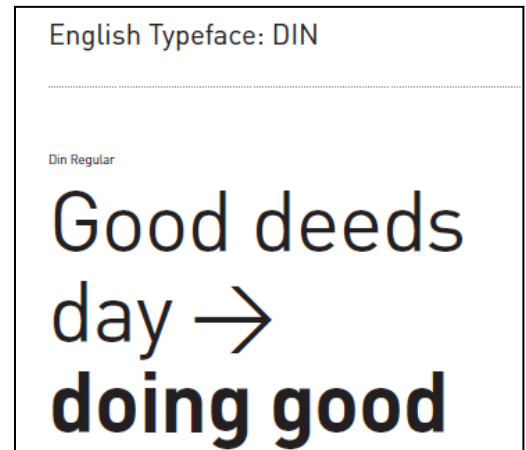 English Typeface: DIN
Din Regular
Good deeds
day →
doing good